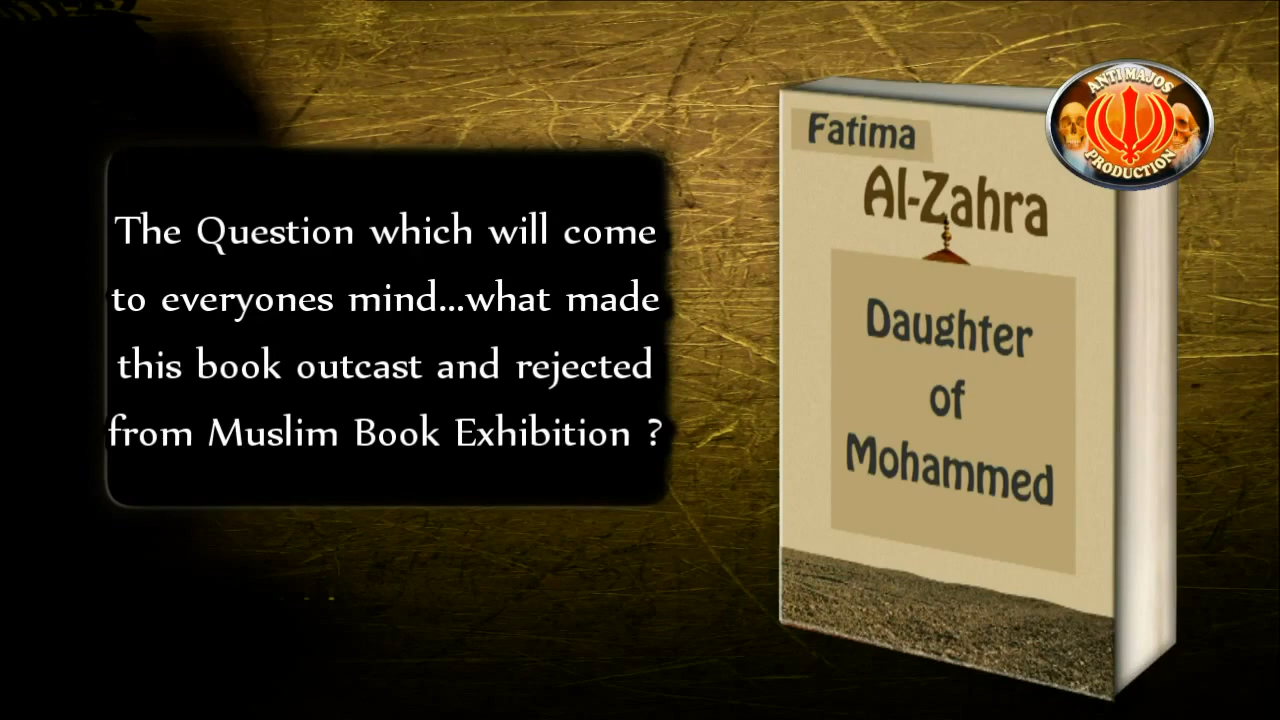 The Question which will come
to everyones mind...what made
this book outcast and rejected
from Muslim Book Exhibition ?
Fatima
Al-Zahra
Daughter
of
Mohammed
ANTI MAJOS
PRODUCTION